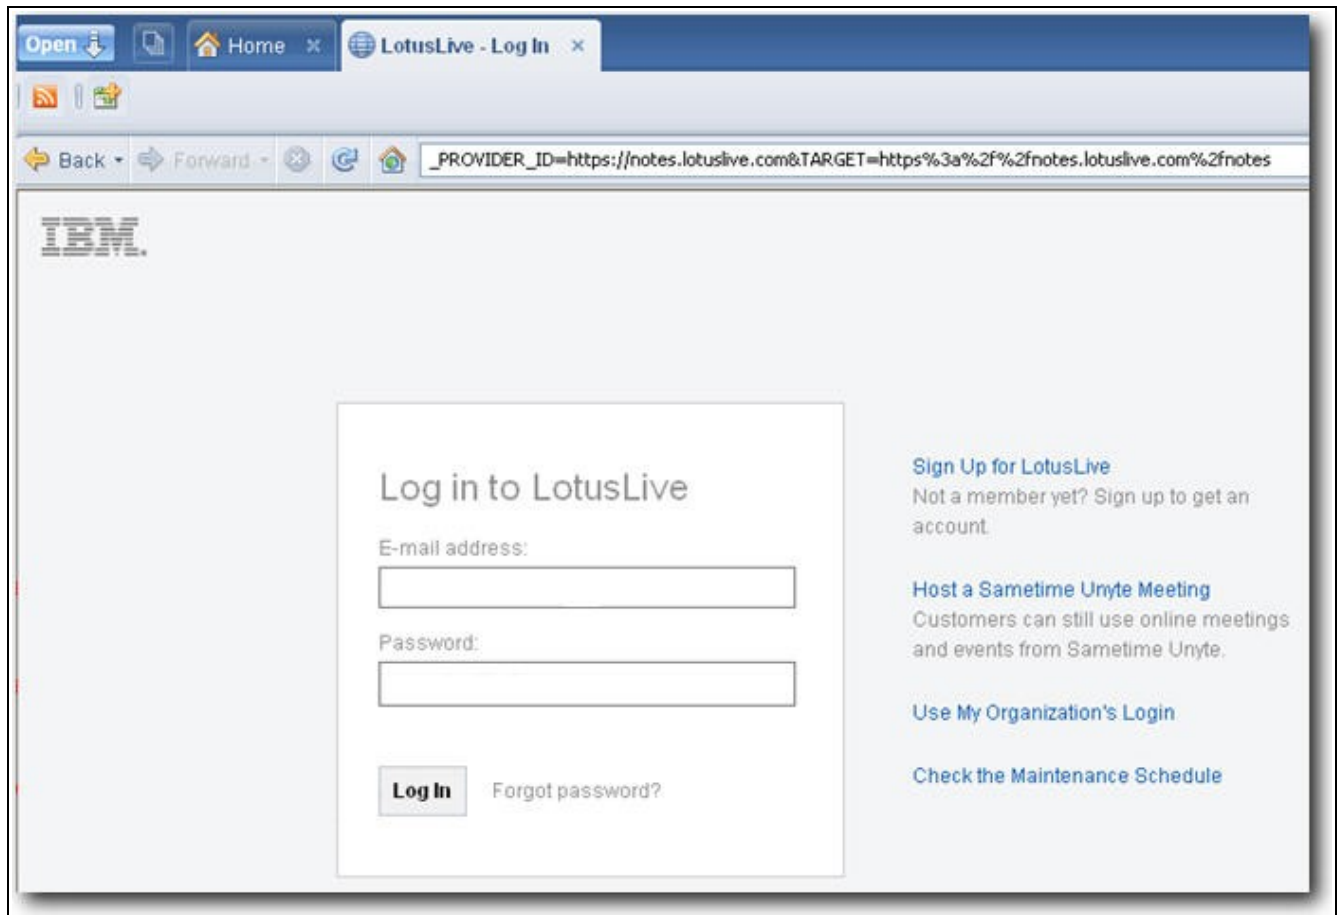 Open
Home
LotusLive - Log In
Back
Forward
_PROVIDER_ID=https://notes.lotuslive.com&TARGET=https%3a%2f%2fnotes.lotuslive.com%2fnotes
IBM.
Log in to LotusLive
E-mail address:
Password:
Log In
Forgot password?
Sign Up for LotusLive
Not a member yet? Sign up to get an
account.
Host a Sametime Unyte Meeting
Customers can still use online meetings
and events from Sametime Unyte.
Use My Organization's Login
Check the Maintenance Schedule